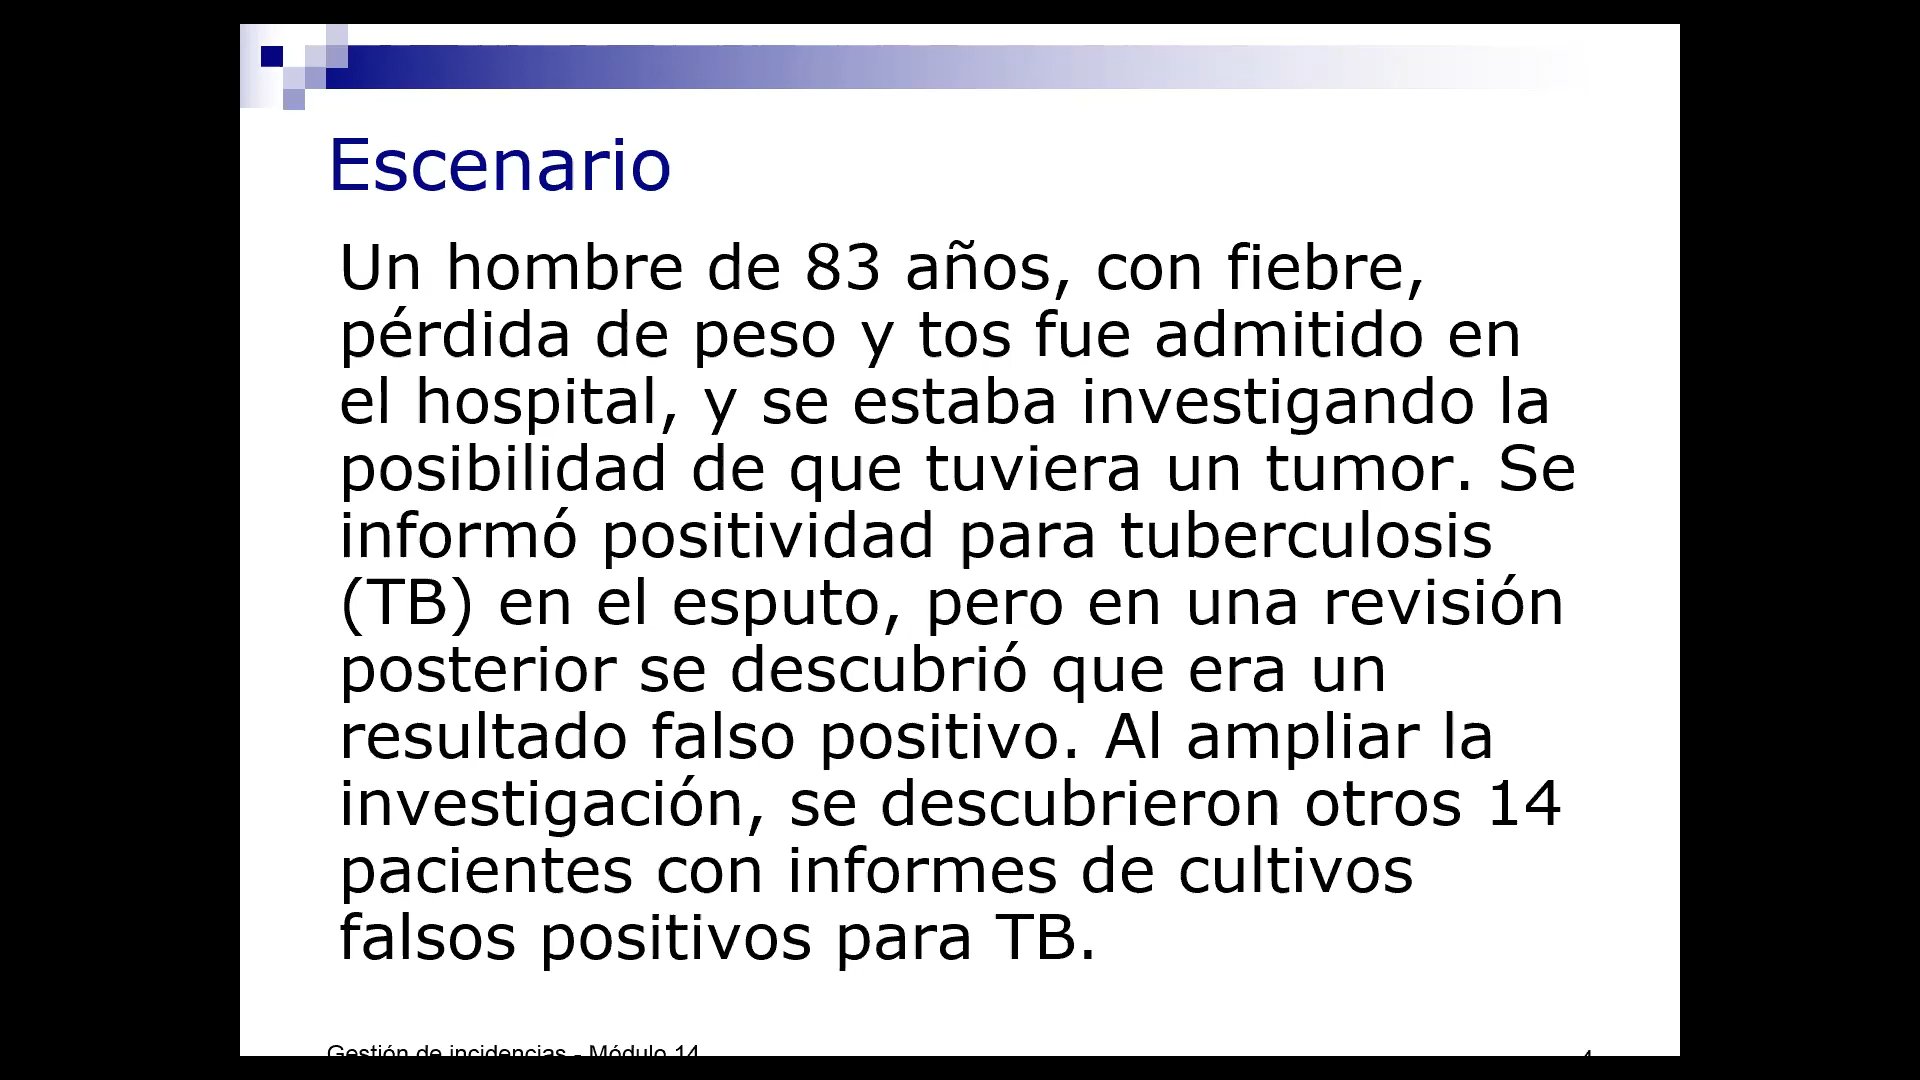 Escenario
Un hombre de 83 años, con fiebre,
pérdida de peso y tos fue admitido en
el hospital, y se estaba investigando la
posibilidad de que tuviera un tumor. Se
informó positividad para tuberculosis
(TB) en el esputo, pero en una revisión
posterior se descubrió que era un
resultado falso positivo. Al ampliar la
investigación, se descubrieron otros 14
pacientes con informes de cultivos
falsos positivos para TB.
Gestión de incidencias - Módulo 14
4